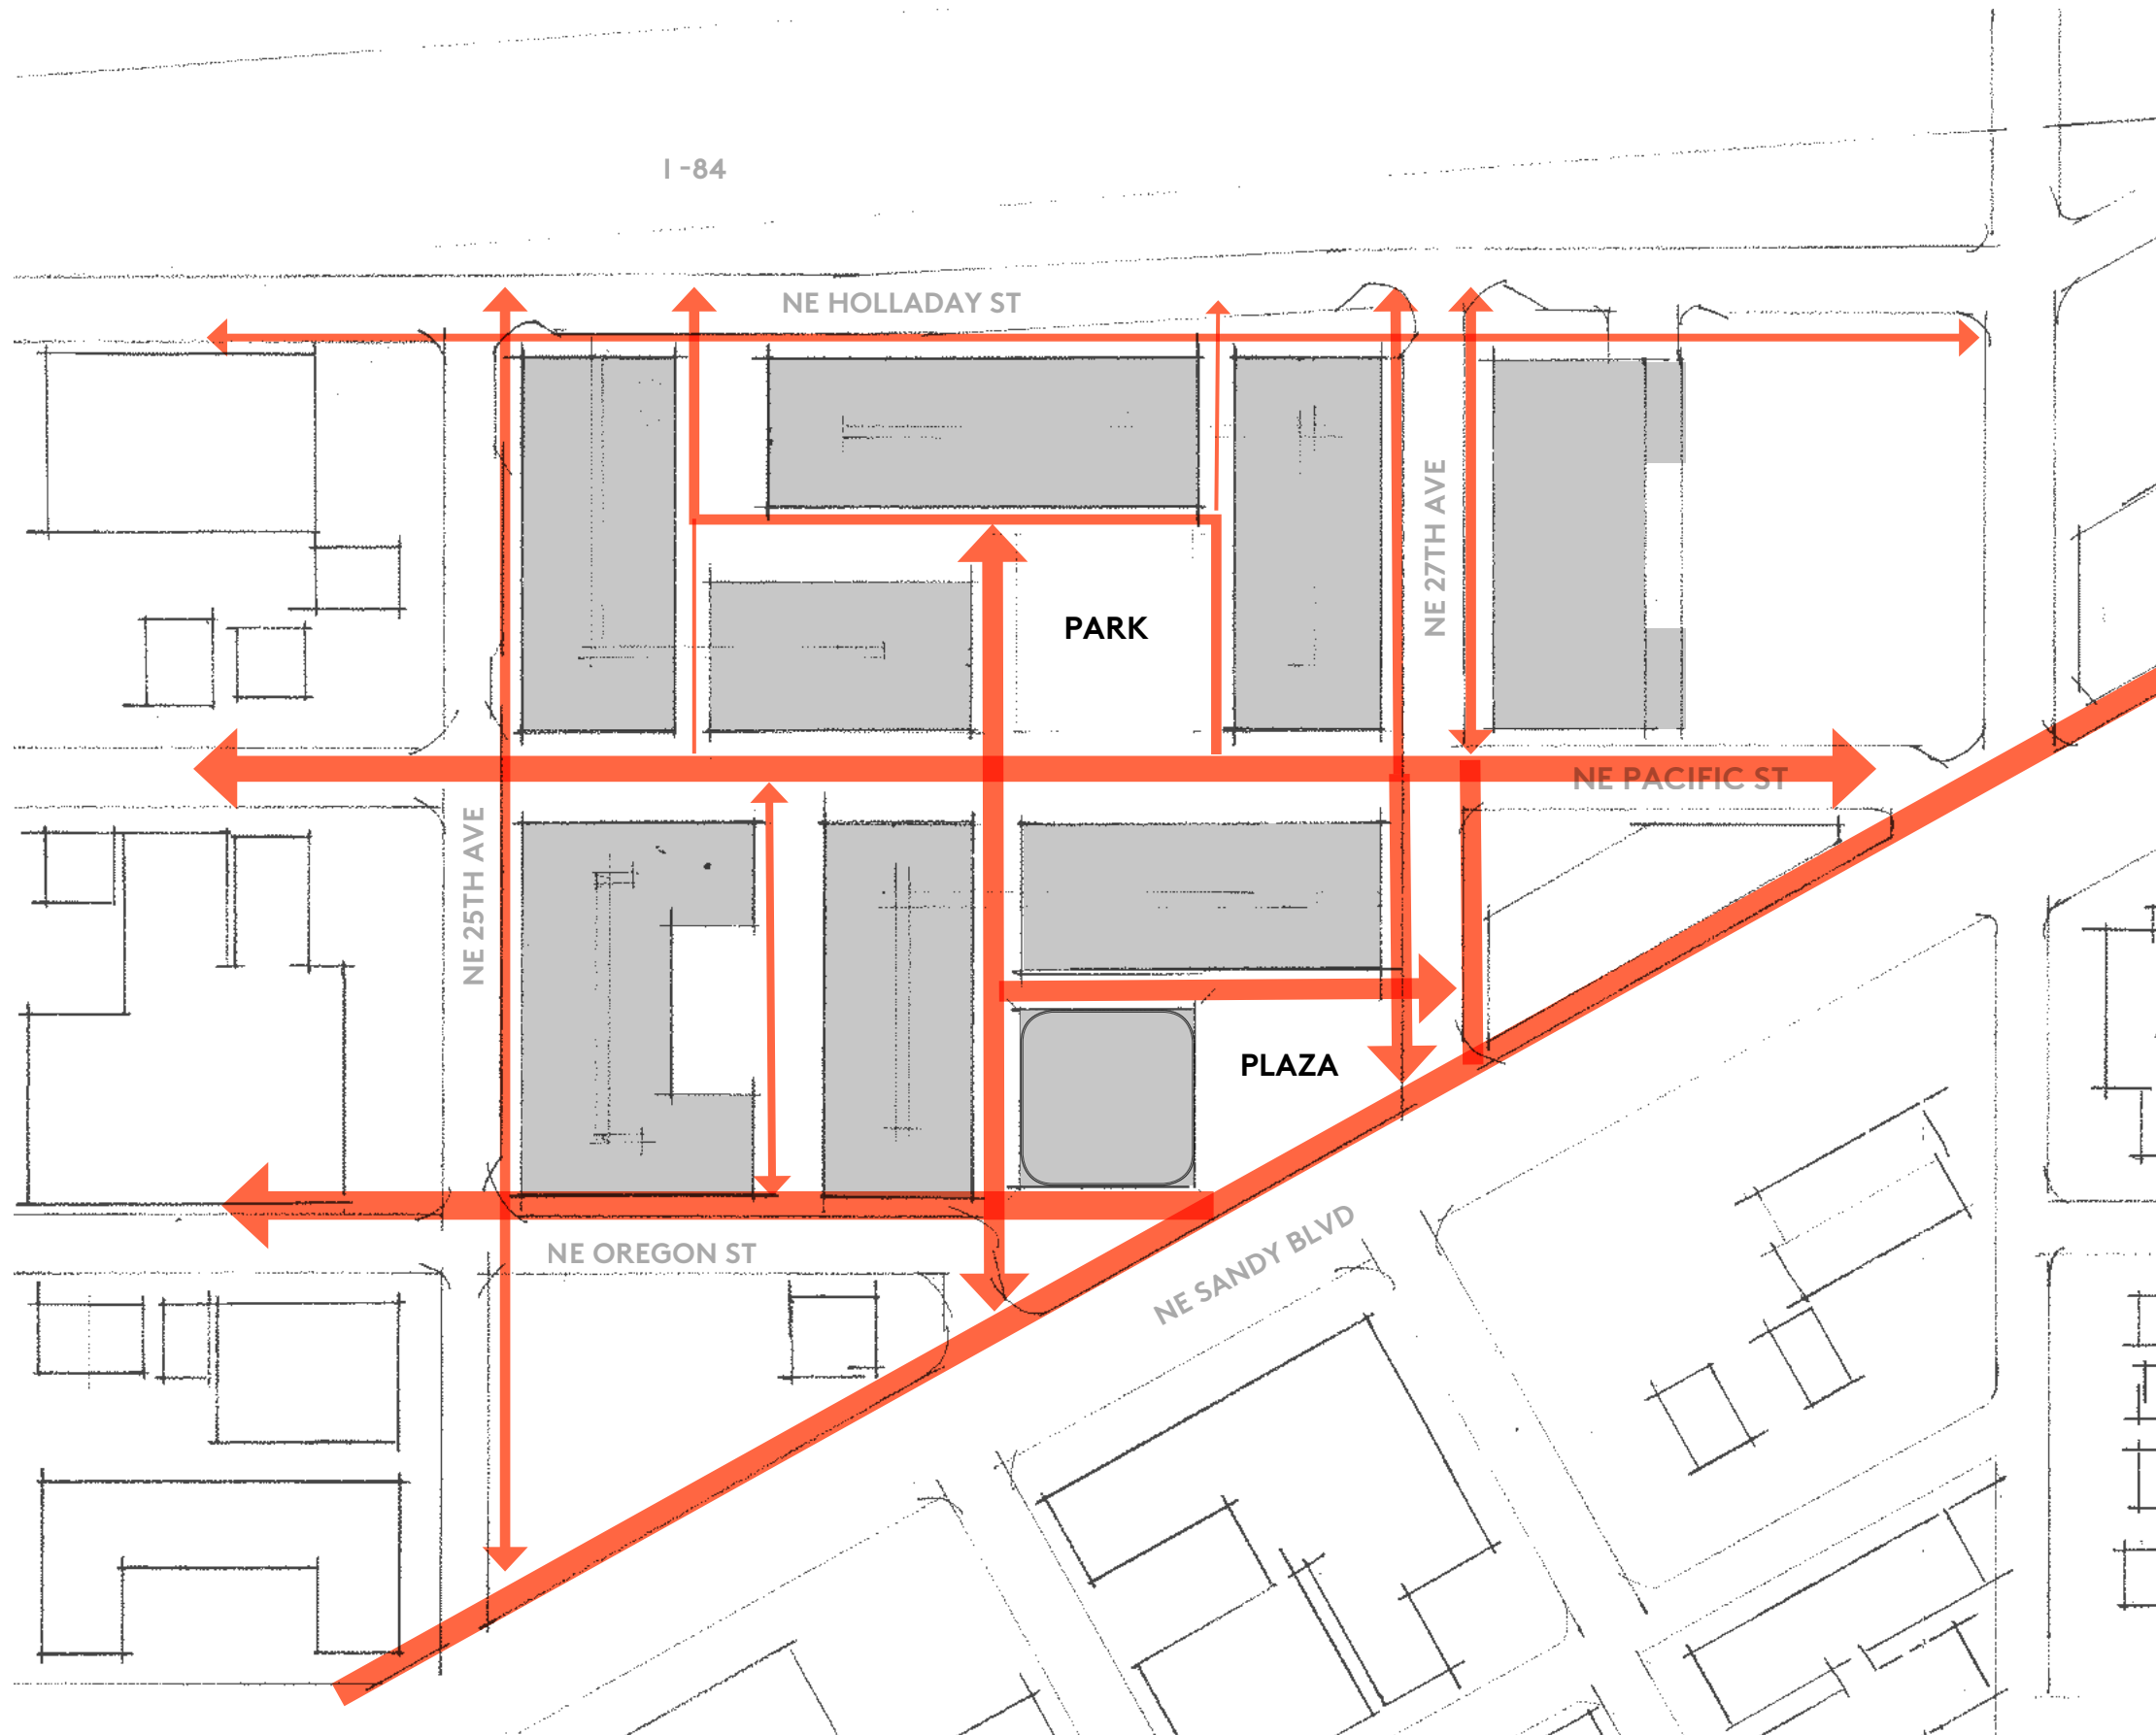 I-84
NE HOLLADAY ST
NE 27TH AVE
PARK
NE PACIFIC ST
NE 25TH AVE
PLAZA
NE OREGON ST
NE SANDY BLVD